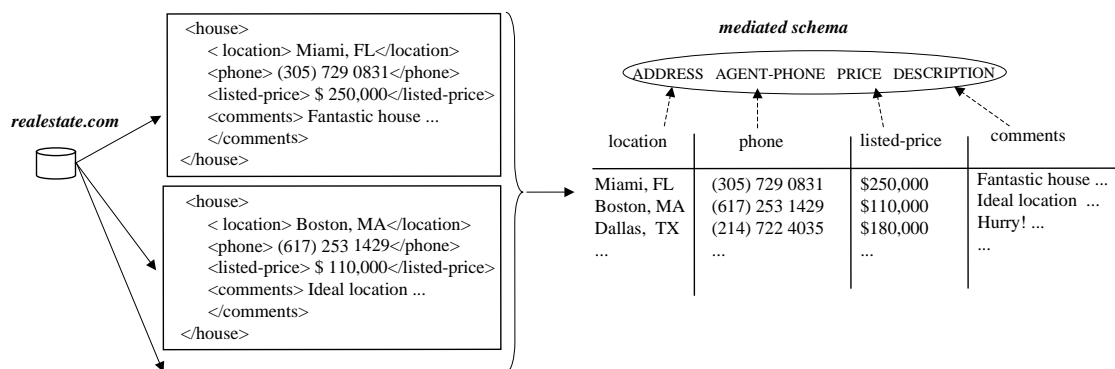 realestate.com
<house>
< location> Miami, FL</location>
<phone> (305) 729 0831</phone>
<listed-price> $ 250,000</listed-price>
<comments> Fantastic house ...
</comments>
</house>
<house>
< location> Boston, MA</location>
<phone> (617) 253 1429</phone>
<listed-price> $ 110,000</listed-price>
<comments> Ideal location ...
</comments>
</house>
mediated schema
ADDRESS AGENT-PHONE PRICE DESCRIPTION
location phone listed-price comments
Miami, FL (305) 729 0831 $250,000 Fantastic house ...
Boston, MA (617) 253 1429 $110,000 Ideal location ...
Dallas, TX (214) 722 4035 $180,000 Hurry! ...
... ... ... ...